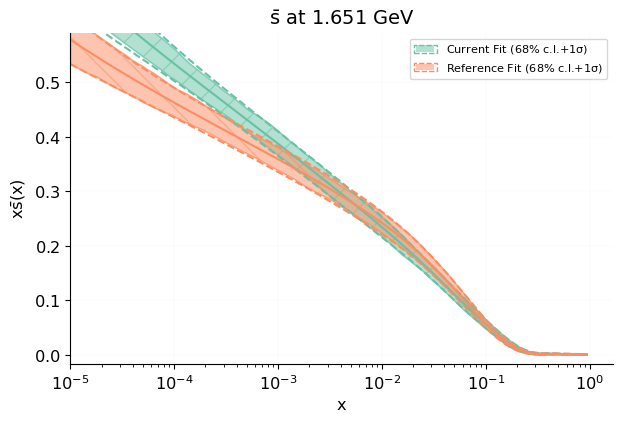 s̄ at 1.651 GeV
Current Fit (68% c.l.+1σ)
Reference Fit (68% c.l.+1σ)
xs̄(x)
0.5
0.4
0.3
0.2
0.1
0.0
10⁻⁵
10⁻⁴
10⁻³
10⁻²
10⁻¹
10⁰
x